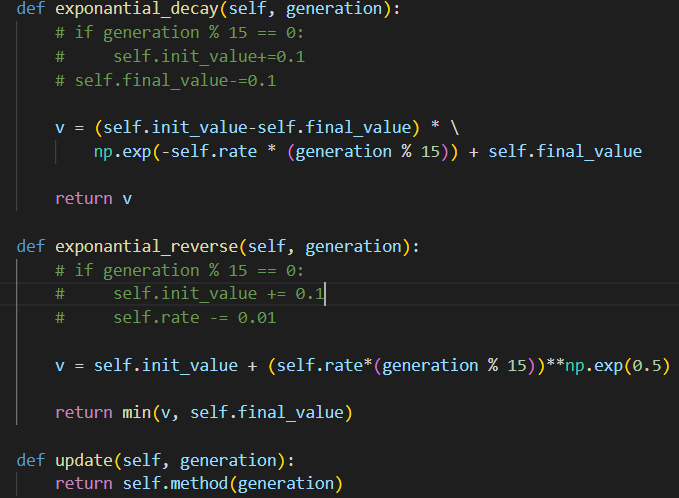 def exponantial_decay(self, generation):
    # if generation % 15 == 0:
    #     self.init_value+=0.1
    # self.final_value-=0.1
    v = (self.init_value-self.final_value) * \
        np.exp(-self.rate * (generation % 15)) + self.final_value
    return v
def exponantial_reverse(self, generation):
    # if generation % 15 == 0:
    #     self.init_value += 0.1
    #     self.rate -= 0.01
    v = self.init_value + (self.rate*(generation % 15))**np.exp(0.5)
    return min(v, self.final_value)
def update(self, generation):
    return self.method(generation)